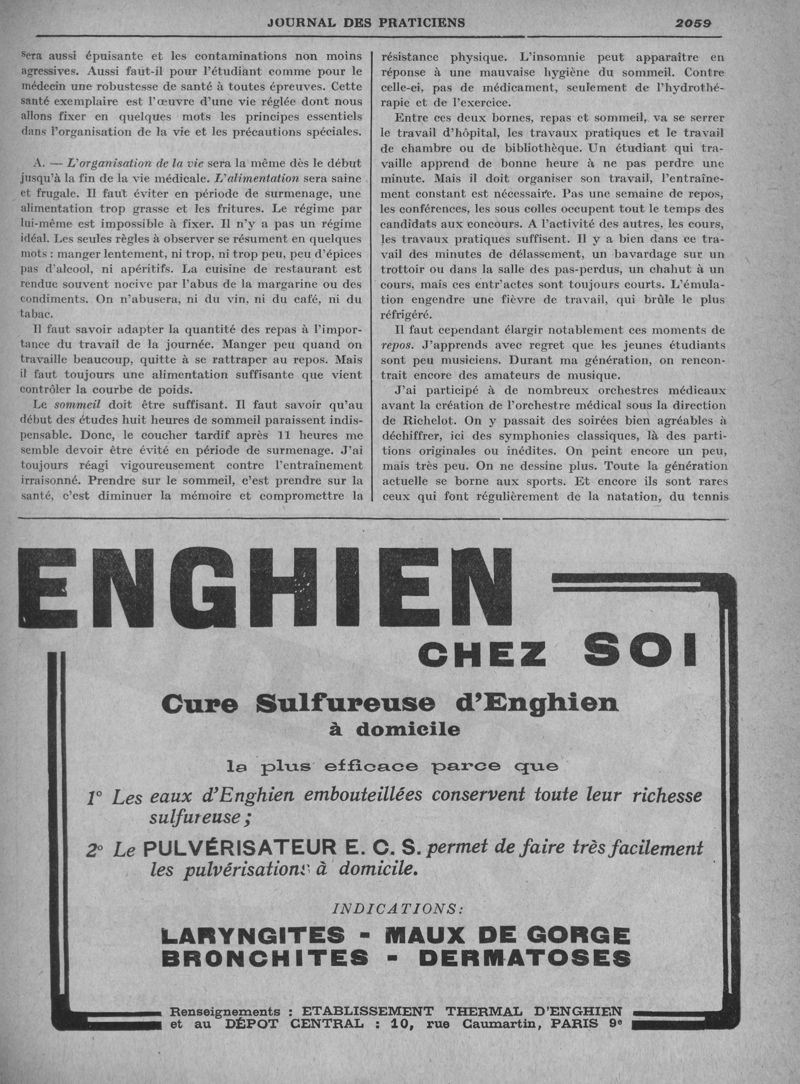 JOURNAL DES PRATICIENS 2059
sera aussi épuisante et les contaminations non moins
agressives. Aussi faut-il pour l'étudiant comme pour le
médecin une robustesse de santé à toutes épreuves. Cette
santé exemplaire est l'œuvre d'une vie réglée dont nous
allons fixer en quelques mots les principes essentiels
dans l'organisation de la vie et les précautions spéciales.
A. — L'organisation de la vie sera la même dès le début
jusqu'à la fin de la vie médicale. L'alimentation sera saine
et frugale. Il faut éviter en période de surmenage, une
alimentation trop grasse et les fritures. Le régime par
lui-même est impossible à fixer. Il n'y a pas un régime
idéal. Les seules règles à observer se résument en quelques
mots : manger lentement, ni trop, ni trop peu, peu d'épices
pas d'alcool, ni apéritifs. La cuisine de restaurant est
rendue souvent nocive par l'abus de la margarine ou des
condiments. On n'abusera, ni du vin, ni du café, ni du
tabac.
Il faut savoir adapter la quantité des repas à l'impor-
tance du travail de la journée. Manger peu quand on
travaille beaucoup, quitte à se rattraper au repos. Mais
il faut toujours une alimentation suffisante que vient
contrôler la courbe de poids.
Le sommeil doit être suffisant. Il faut savoir qu'au
début des études huit heures de sommeil paraissent indis-
pensable. Donc, le coucher tardif après 11 heures me
semble devoir être évité en période de surmenage. J'ai
toujours réagi vigoureusement contre l'entrainement
irraisonné. Prendre sur le sommeil, c'est prendre sur la
santé, c'est diminuer la mémoire et compromettre la
résistance physique. L'insomnie peut apparaître en
réponse à une mauvaise hygiène du sommeil. Contre
celle-ci, pas de médicament, seulement de l'hydrothé-
rapie et de l'exercice.
Entre ces deux bornes, repas et sommeil, va se serrer
le travail d'hôpital, les travaux pratiques et le travail
de chambre ou de bibliothèque. Un étudiant qui tra-
vaille apprend de bonne heure à ne pas perdre une
minute. Mais il doit organiser son travail, l'entraîne-
ment constant est nécessaire. Pas une semaine de repos,
les conférences, les sous colles occupent tout le temps des
candidats aux concours. A l'activité des autres, les cours,
les travaux pratiques suffisent. Il y a bien dans ce tra-
vail des minutes de délassement, un bavardage sur un
trottoir ou dans la salle des pas-perdus, un chahut à un
cours, mais ces entr'actes sont toujours courts. L'émula-
tion engendre une fièvre de travail, qui brûle le plus
réfrigéré.
Il faut cependant élargir notablement ces moments de
repos. J'apprends avec regret que les jeunes étudiants
sont peu musiciens. Durant ma génération, on rencon-
trait encore des amateurs de musique.
J'ai participé à de nombreux orchestres médicaux
avant la création de l'orchestre médical sous la direction
de Richelot. On y passait des soirées bien agréables à
déchiffrer, ici des symphonies classiques, là des parti-
tions originales ou inédites. On peint encore un peu,
mais très peu. On ne dessine plus. Toute la génération
actuelle se borne aux sports. Et encore ils sont rares
ceux qui font régulièrement de la natation, du tennis
ENGHIEN
CHEZ SOI
Cure Sulfureuse d'Enghien
à domicile
la plus efficace parce que
1° Les eaux d'Enghien embouteillées conservent toute leur richesse
sulfureuse ;
2° Le PULVÉRISATEUR E. C. S. permet de faire très facilement
les pulvérisations à domicile.
INDICATIONS:
LARYNGITES - MAUX DE GORGE
BRONCHITES - DERMATOSES
Renseignements : ETABLISSEMENT THERMAL D'ENGHIEN
et au DÉPOT CENTRAL : 10, rue Caumartin, PARIS 9e